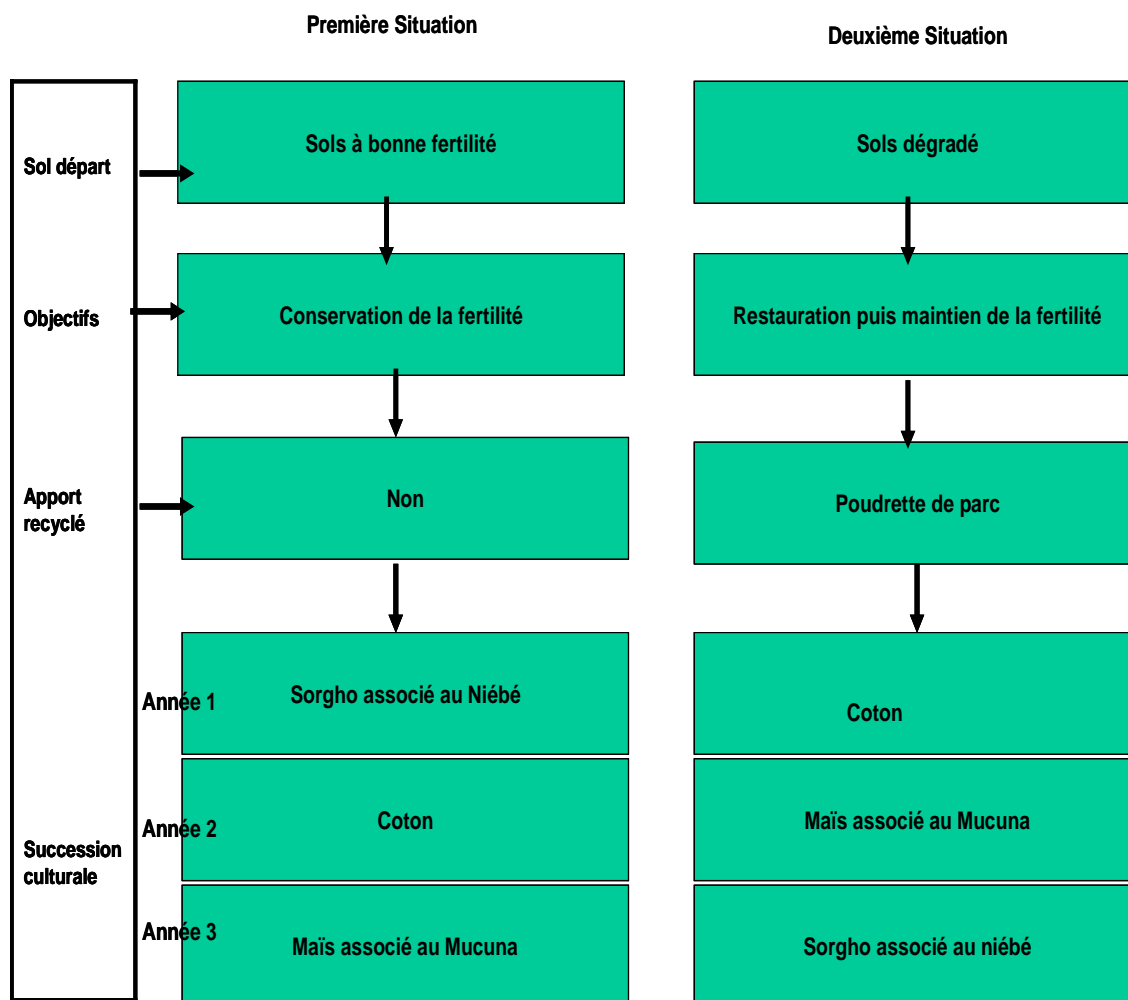 Première Situation
Deuxième Situation
Sol départ
Sols à bonne fertilité
Sols dégradé
Objectifs
Conservation de la fertilité
Restauration puis maintien de la fertilité
Apport
recyclé
Non
Poudrette de parc
Succession
culturale
Année 1
Sorgho associé au Niébé
Coton
Année 2
Coton
Maïs associé au Mucuna
Année 3
Maïs associé au Mucuna
Sorgho associé au niébé